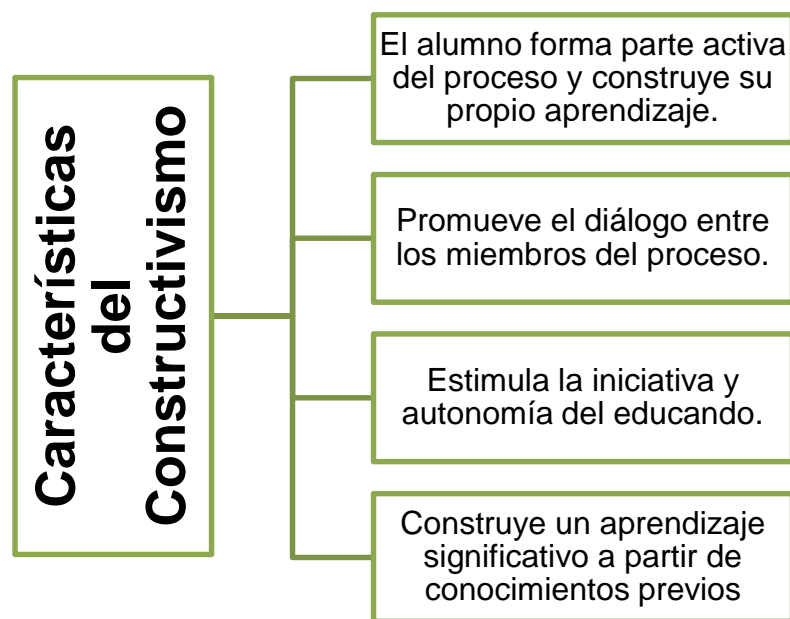 Características
del
Constructivismo
El alumno forma parte activa
del proceso y construye su
propio aprendizaje.
Promueve el diálogo entre
los miembros del proceso.
Estimula la iniciativa y
autonomía del educando.
Construye un aprendizaje
significativo a partir de
conocimientos previos